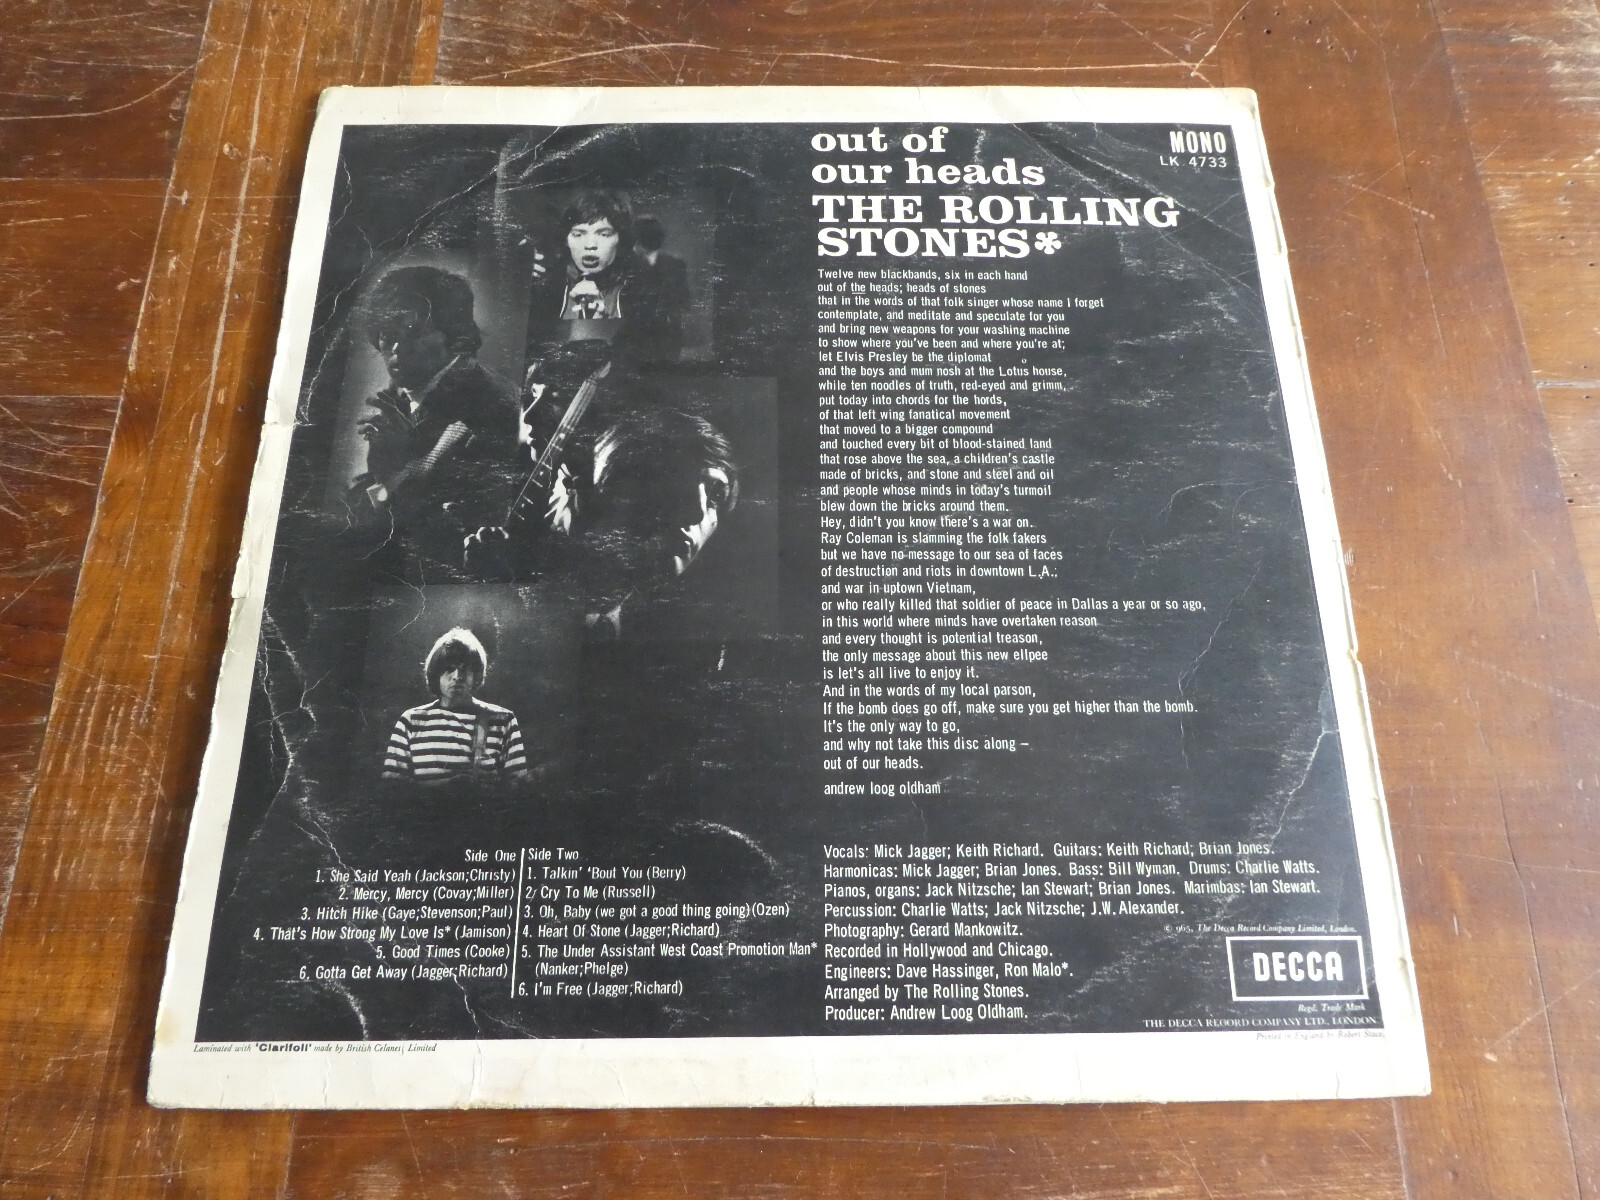 out of
our heads
THE ROLLING
STONES*
MONO
LK 4733
Twelve new blackbands, six in each hand
out of the heads; heads of stones
that in the words of that folk singer whose name I forget
contemplate, and meditate and speculate for you
and bring new weapons for your washing machine
to show where you've been and where you're at;
let Elvis Presley be the diplomat
and the boys and mum nosh at the Lotus house,
while ten noodles of truth, red-eyed and grimm,
put today into chords for the hords,
of that left wing fanatical movement
that moved to a bigger compound
and touched every bit of blood-stained land
that rose above the sea, a children's castle
made of bricks, and stone and steel and oil
and people whose minds in today's turmoil
blew down the bricks around them.
Hey, didn't you know there's a war on.
Ray Coleman is slamming the folk fakers
but we have no message to our sea of faces
of destruction and riots in downtown L.A.;
and war in uptown Vietnam,
or who really killed that soldier of peace in Dallas a year or so ago,
in this world where minds have overtaken reason
and every thought is potential treason,
the only message about this new ellpee
is let's all live to enjoy it.
And in the words of my local parson,
If the bomb does go off, make sure you get higher than the bomb.
It's the only way to go,
and why not take this disc along –
out of our heads.
andrew loog oldham
Side One
1. She Said Yeah (Jackson;Christy)
2. Mercy, Mercy (Covay;Miller)
3. Hitch Hike (Gaye;Stevenson;Paul)
4. That's How Strong My Love Is* (Jamison)
5. Good Times (Cooke)
6. Gotta Get Away (Jagger;Richard)
Side Two
1. Talkin' 'Bout You (Berry)
2. Cry To Me (Russell)
3. Oh, Baby (we got a good thing going)(Ozen)
4. Heart Of Stone (Jagger;Richard)
5. The Under Assistant West Coast Promotion Man*
(Nanker;Phelge)
6. I'm Free (Jagger;Richard)
Vocals: Mick Jagger; Keith Richard. Guitars: Keith Richard; Brian Jones.
Harmonicas: Mick Jager; Brian Jones. Bass: Bill Wyman. Drums: Charlie Watts.
Pianos, organs: Jack Nitzsche; Ian Stewart; Brian Jones. Marimbas: Ian Stewart.
Percussion: Charlie Watts; Jack Nitzsche; J.W. Alexander.
Photography: Gerard Mankowitz.
Recorded in Hollywood and Chicago.
Engineers: Dave Hassinger, Ron Malo*.
Arranged by The Rolling Stones.
Producer: Andrew Loog Oldham.
The Decca Record Company Limited, London.
DECCA
Regd. Trade Mark
THE DECCA RECORD COMPANY LTD., LONDON
Laminated with 'Clarifoil' made by British Celanese Limited
Printed in England by Robert